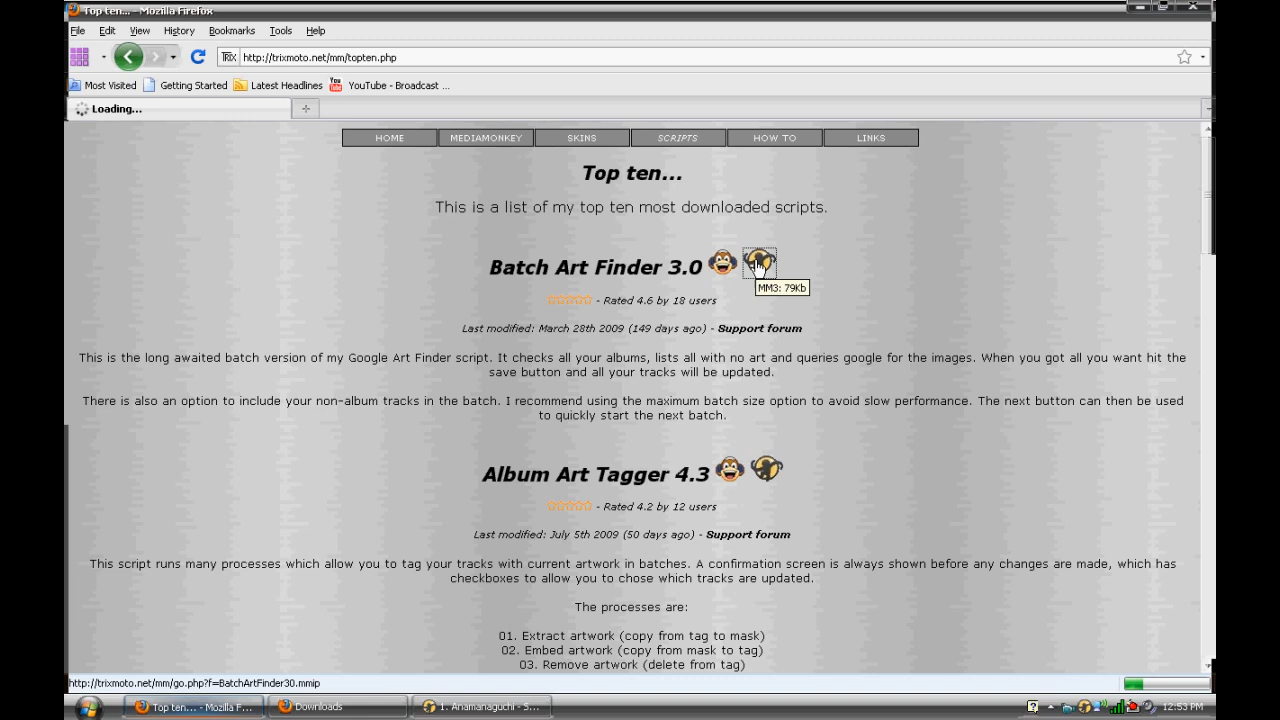 Top ten... - Mozilla Firefox
File Edit View History Bookmarks Tools Help
TRIX http://trixmoto.net/mm/topten.php
Most Visited Getting Started Latest Headlines You YouTube - Broadcast ...
Loading...
HOME MEDIAMONKEY SKINS SCRIPTS HOW TO LINKS
Top ten...
This is a list of my top ten most downloaded scripts.
Batch Art Finder 3.0
MM3: 79Kb
- Rated 4.6 by 18 users
Last modified: March 28th 2009 (149 days ago) - Support forum
This is the long awaited batch version of my Google Art Finder script. It checks all your albums, lists all with no art and queries google for the images. When you got all you want hit the
save button and all your tracks will be updated.
There is also an option to include your non-album tracks in the batch. I recommend using the maximum batch size option to avoid slow performance. The next button can then be used
to quickly start the next batch.
Album Art Tagger 4.3
- Rated 4.2 by 12 users
Last modified: July 5th 2009 (50 days ago) - Support forum
This script runs many processes which allow you to tag your tracks with current artwork in batches. A confirmation screen is always shown before any changes are made, which has
checkboxes to allow you to chose which tracks are updated.
The processes are:
01. Extract artwork (copy from tag to mask)
02. Embed artwork (copy from mask to tag)
03. Remove artwork (delete from tag)
http://trixmoto.net/mm/go.php?f=BatchArtFinder30.mmip
Top ten... - Mozilla F... Downloads 1. Anamanaguchi - S... 12:53 PM